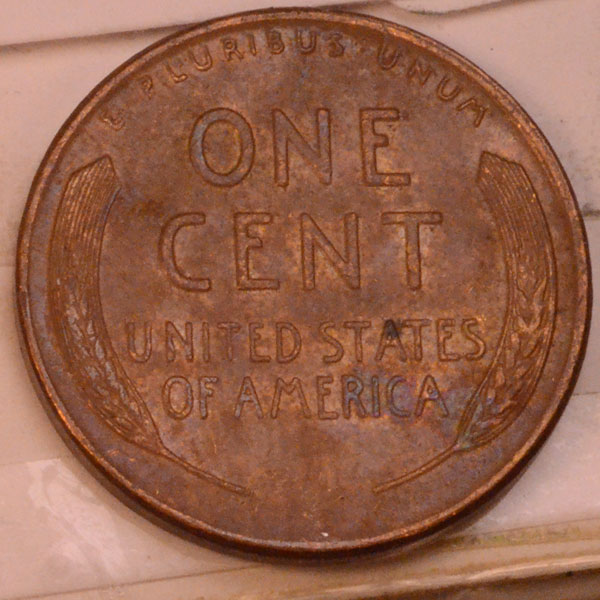 E PLURIBUS UNUM
ONE
CENT
UNITED STATES
OF AMERICA